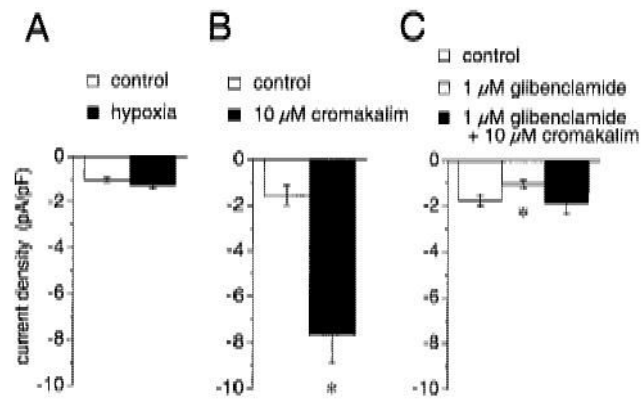 A
control
hypoxia
B
control
10 µM cromakalim
C
control
1 µM glibenclamide
1 µM glibenclamide
+ 10 µM cromakalim
current density (pA/pF)
0
-2
-4
-6
-8
-10
0
-2
-4
-6
-8
-10
*
0
-2
-4
-6
-8
-10
*